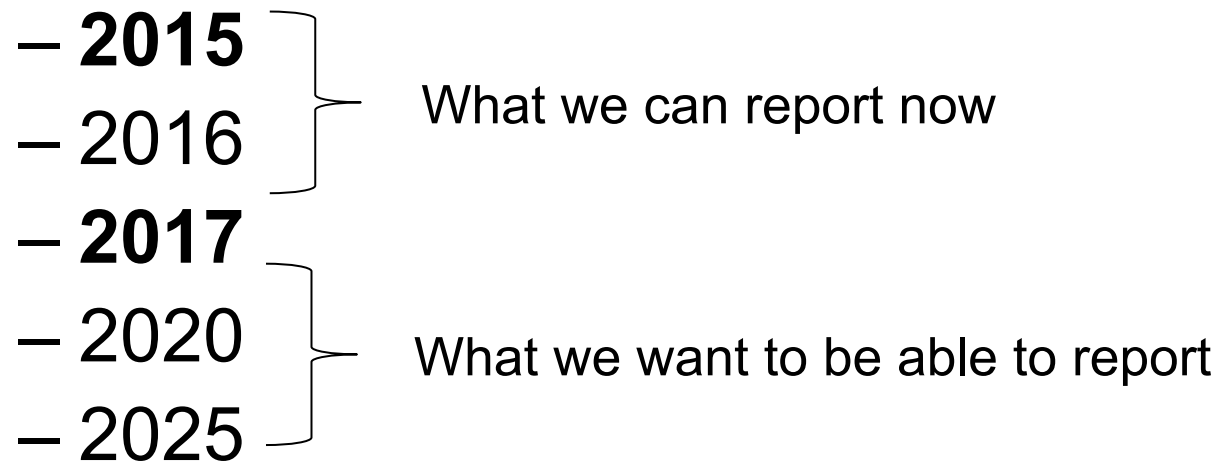 – 2015
What we can report now
– 2016
– 2017
– 2020
What we want to be able to report
– 2025